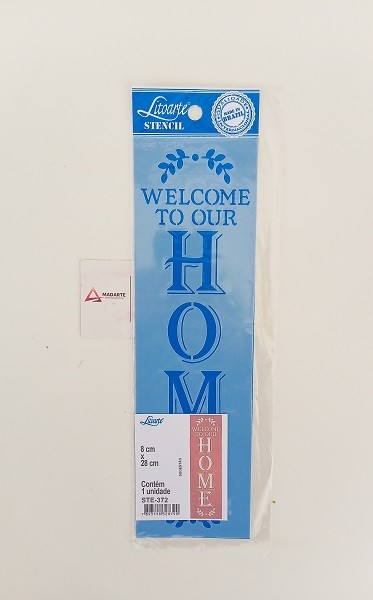 Litoarte
STENCIL
MADE IN
BRAZIL
WELCOME
TO OUR
HOM
MADARTE
Litoarte
8 cm
x
28 cm
Contém
1 unidade
STE-372
WELCOME
TO OUR
HOME